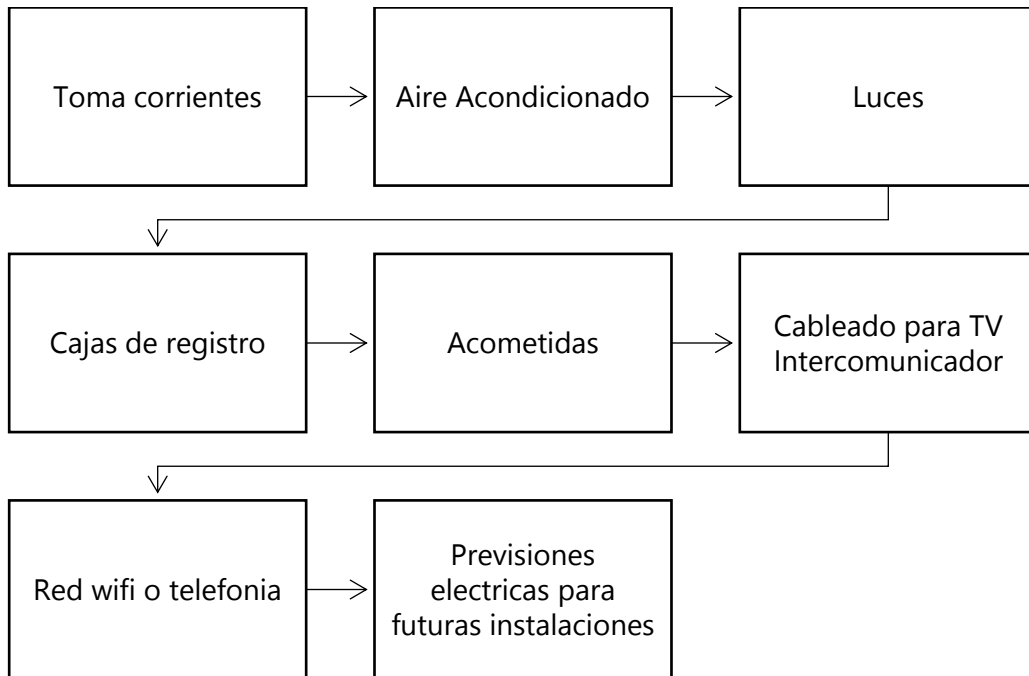 Toma corrientes
Aire Acondicionado
Luces
Cajas de registro
Acometidas
Cableado para TV
Intercomunicador
Red wifi o telefonia
Previsiones
electricas para
futuras instalaciones